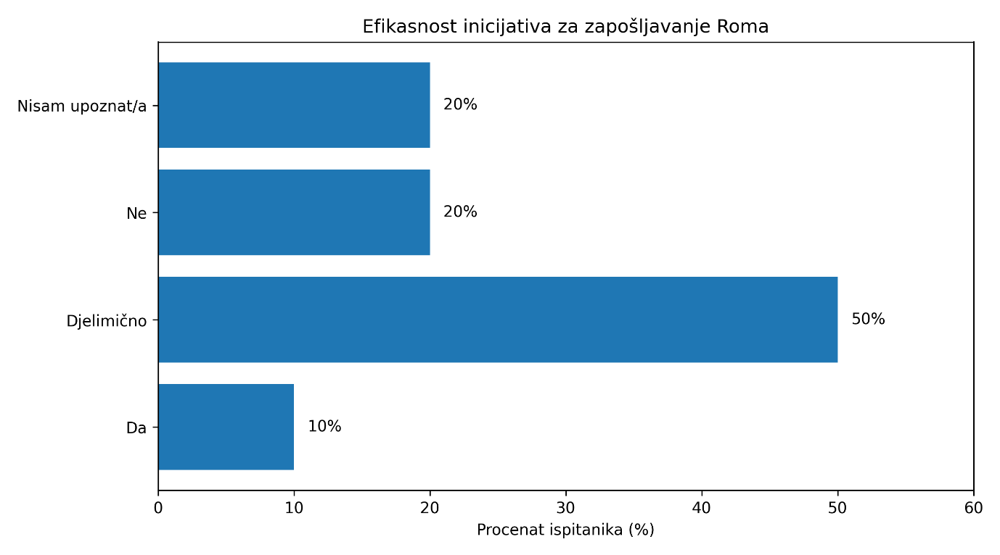 Efikasnost inicijativa za zapošljavanje Roma
Nisam upoznat/a
20%
Ne
20%
Djelimično
50%
Da
10%
0 10 20 30 40 50 60
Procenat ispitanika (%)